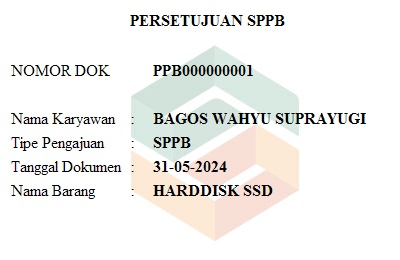 PERSETUJUAN SPPB
NOMOR DOK PPB000000001
Nama Karyawan : BAGOS WAHYU SUPRAYUGI
Tipe Pengajuan : SPPB
Tanggal Dokumen : 31-05-2024
Nama Barang : HARDDISK SSD